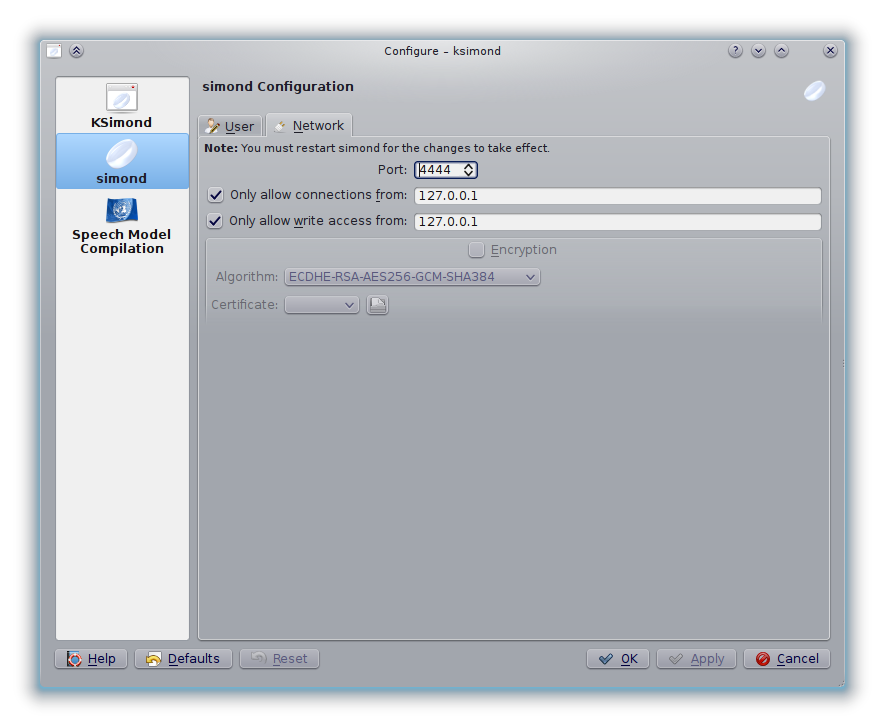 Configure – ksimond
KSimond
simond
Speech Model
Compilation
simond Configuration
User
Network
Note: You must restart simond for the changes to take effect.
Port: 4444
Only allow connections from: 127.0.0.1
Only allow write access from: 127.0.0.1
Encryption
Algorithm: ECDHE-RSA-AES256-GCM-SHA384
Certificate:
Help
Defaults
Reset
OK
Apply
Cancel